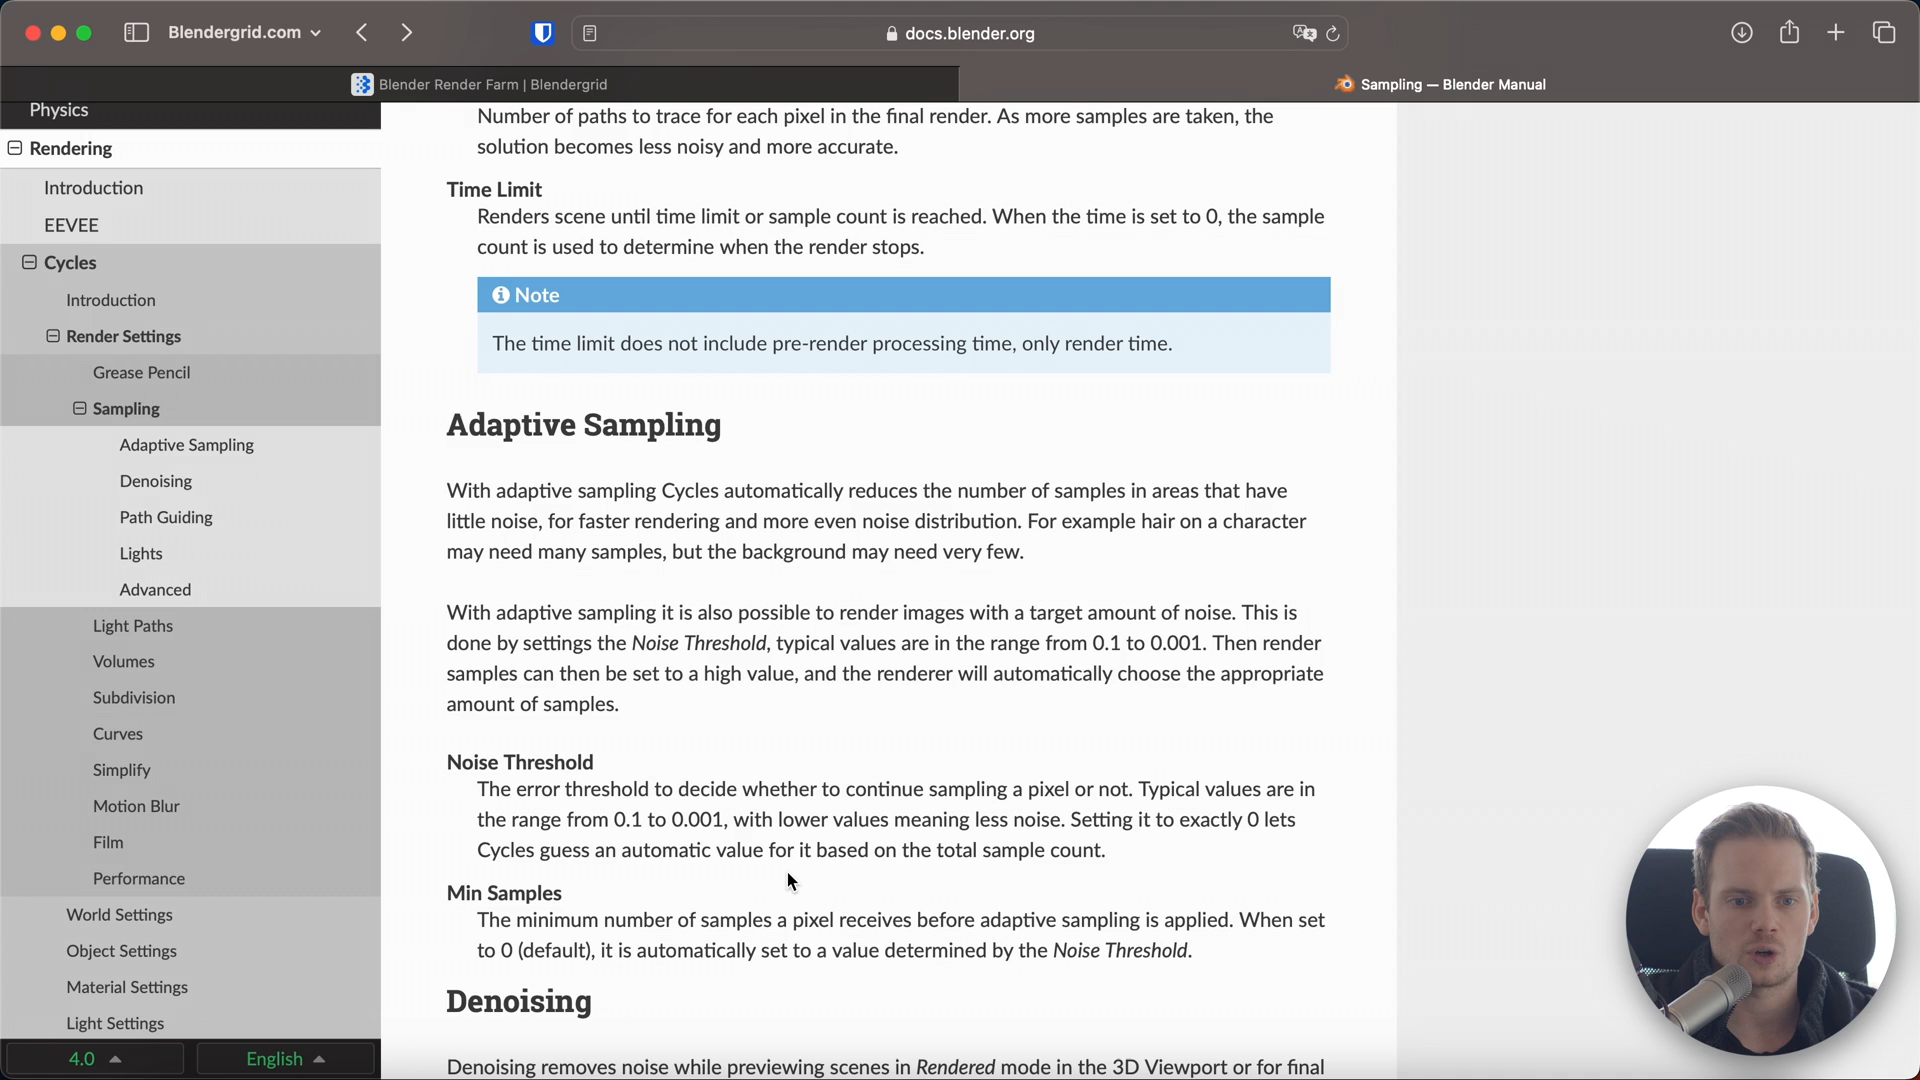 Blendergrid.com
docs.blender.org
Blender Render Farm | Blendergrid
Sampling — Blender Manual
Physics
Rendering
Introduction
EEVEE
Cycles
Introduction
Render Settings
Grease Pencil
Sampling
Adaptive Sampling
Denoising
Path Guiding
Lights
Advanced
Light Paths
Volumes
Subdivision
Curves
Simplify
Motion Blur
Film
Performance
World Settings
Object Settings
Material Settings
Light Settings
4.0
English
Number of paths to trace for each pixel in the final render. As more samples are taken, the
solution becomes less noisy and more accurate.
Time Limit
Renders scene until time limit or sample count is reached. When the time is set to 0, the sample
count is used to determine when the render stops.
Note
The time limit does not include pre-render processing time, only render time.
Adaptive Sampling
With adaptive sampling Cycles automatically reduces the number of samples in areas that have
little noise, for faster rendering and more even noise distribution. For example hair on a character
may need many samples, but the background may need very few.
With adaptive sampling it is also possible to render images with a target amount of noise. This is
done by settings the Noise Threshold, typical values are in the range from 0.1 to 0.001. Then render
samples can then be set to a high value, and the renderer will automatically choose the appropriate
amount of samples.
Noise Threshold
The error threshold to decide whether to continue sampling a pixel or not. Typical values are in
the range from 0.1 to 0.001, with lower values meaning less noise. Setting it to exactly 0 lets
Cycles guess an automatic value for it based on the total sample count.
Min Samples
The minimum number of samples a pixel receives before adaptive sampling is applied. When set
to 0 (default), it is automatically set to a value determined by the Noise Threshold.
Denoising
Denoising removes noise while previewing scenes in Rendered mode in the 3D Viewport or for final